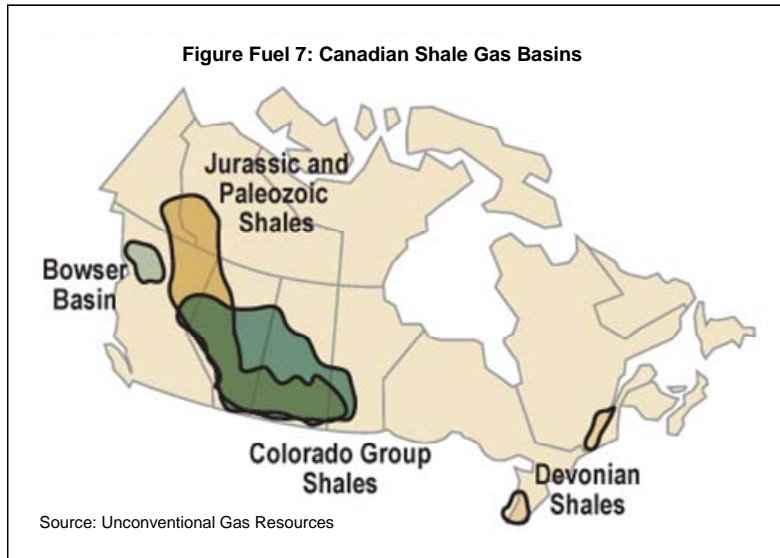 Figure Fuel 7: Canadian Shale Gas Basins
Jurassic and
Paleozoic
Shales
Bowser
Basin
Colorado Group
Shales
Devonian
Shales
Source: Unconventional Gas Resources